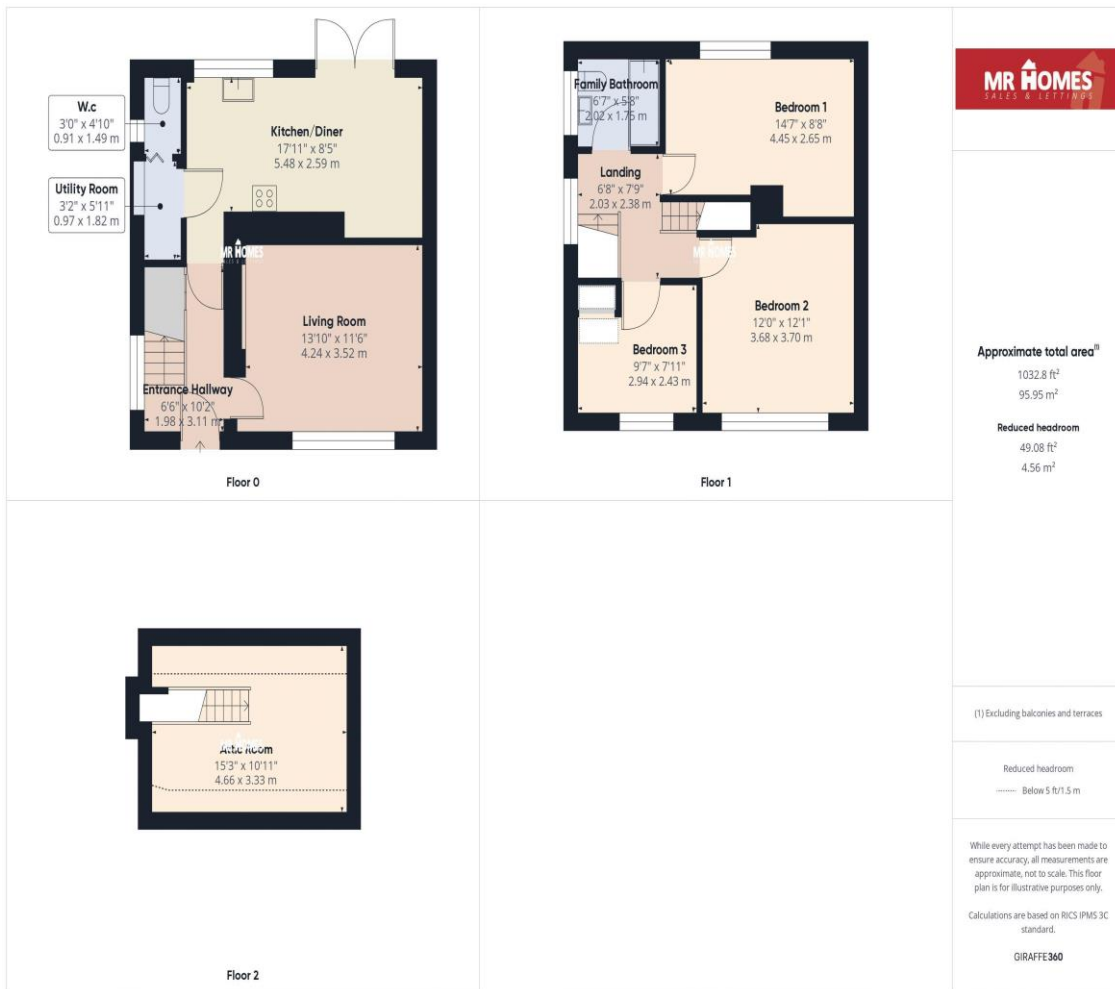 W.c
3'0" x 4'10"
0.91 x 1.49 m
Utility Room
3'2" x 5'11"
0.97 x 1.82 m
Kitchen/Diner
17'11" x 8'5"
5.48 x 2.59 m
MR HOMES
Living Room
13'10" x 11'6"
4.24 x 3.52 m
Entrance Hallway
6'6" x 10'2"
1.98 x 3.11 m
Floor 0
Family Bathroom
6'7" x 5'8"
2.02 x 1.75 m
Bedroom 1
14'7" x 8'8"
4.45 x 2.65 m
Landing
6'8" x 7'9"
2.03 x 2.38 m
MR HOMES
Bedroom 2
12'0" x 12'1"
3.68 x 3.70 m
Bedroom 3
9'7" x 7'11"
2.94 x 2.43 m
Floor 1
MR HOMES
Attic Room
15'3" x 10'11"
4.66 x 3.33 m
Floor 2
MR HOMES
SALES & LETTINGS
Approximate total area(1)
1032.8 ft²
95.95 m²
Reduced headroom
49.08 ft²
4.56 m²
(1) Excluding balconies and terraces
Reduced headroom
Below 5 ft/1.5 m
While every attempt has been made to
ensure accuracy, all measurements are
approximate, not to scale. This floor
plan is for illustrative purposes only.
Calculations are based on RICS IPMS 3C
standard.
GIRAFFE360